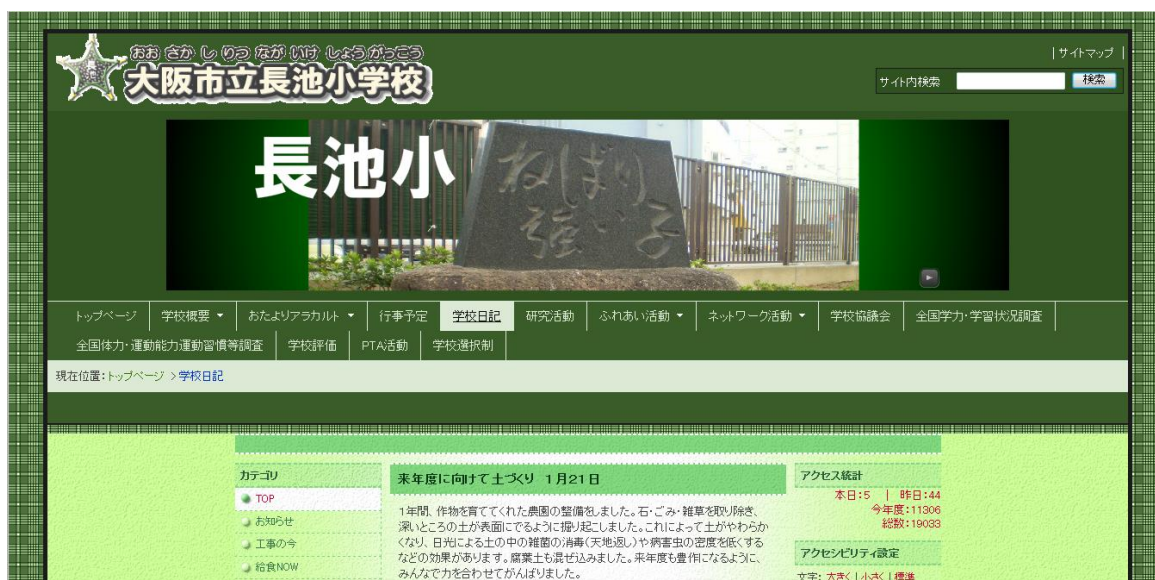 おお さか し りつ なが いけ しょうがっこう
大阪市立長池小学校
| サイトマップ |
サイト内検索 検索
長池小
ねばり
強い子
トップページ 学校概要 おたよりアラカルト 行事予定 学校日記 研究活動 ふれあい活動 ネットワーク活動 学校協議会 全国学力・学習状況調査
全国体力・運動能力運動習慣等調査 学校評価 PTA活動 学校選択制
現在位置:トップページ > 学校日記
カテゴリ
TOP
お知らせ
工事の今
給食NOW
来年度に向けて土づくり 1月21日
1年間、作物を育ててくれた農園の整備をしました。石・ごみ・雑草を取り除き、
深いところの土が表面にでるように掘り起こしました。これによって土がやわらか
くなり、日光による土の中の雑菌の消毒(天地返し)や病害虫の密度を低くする
などの効果があります。腐葉土も混ぜ込みました。来年度も豊作になるように、
みんなで力を合わせてがんばりました。
アクセス統計
本日:5 | 昨日:44
今年度:11306
総数:19033
アクセシビリティ設定
文字: 大きく | 小さく | 標準